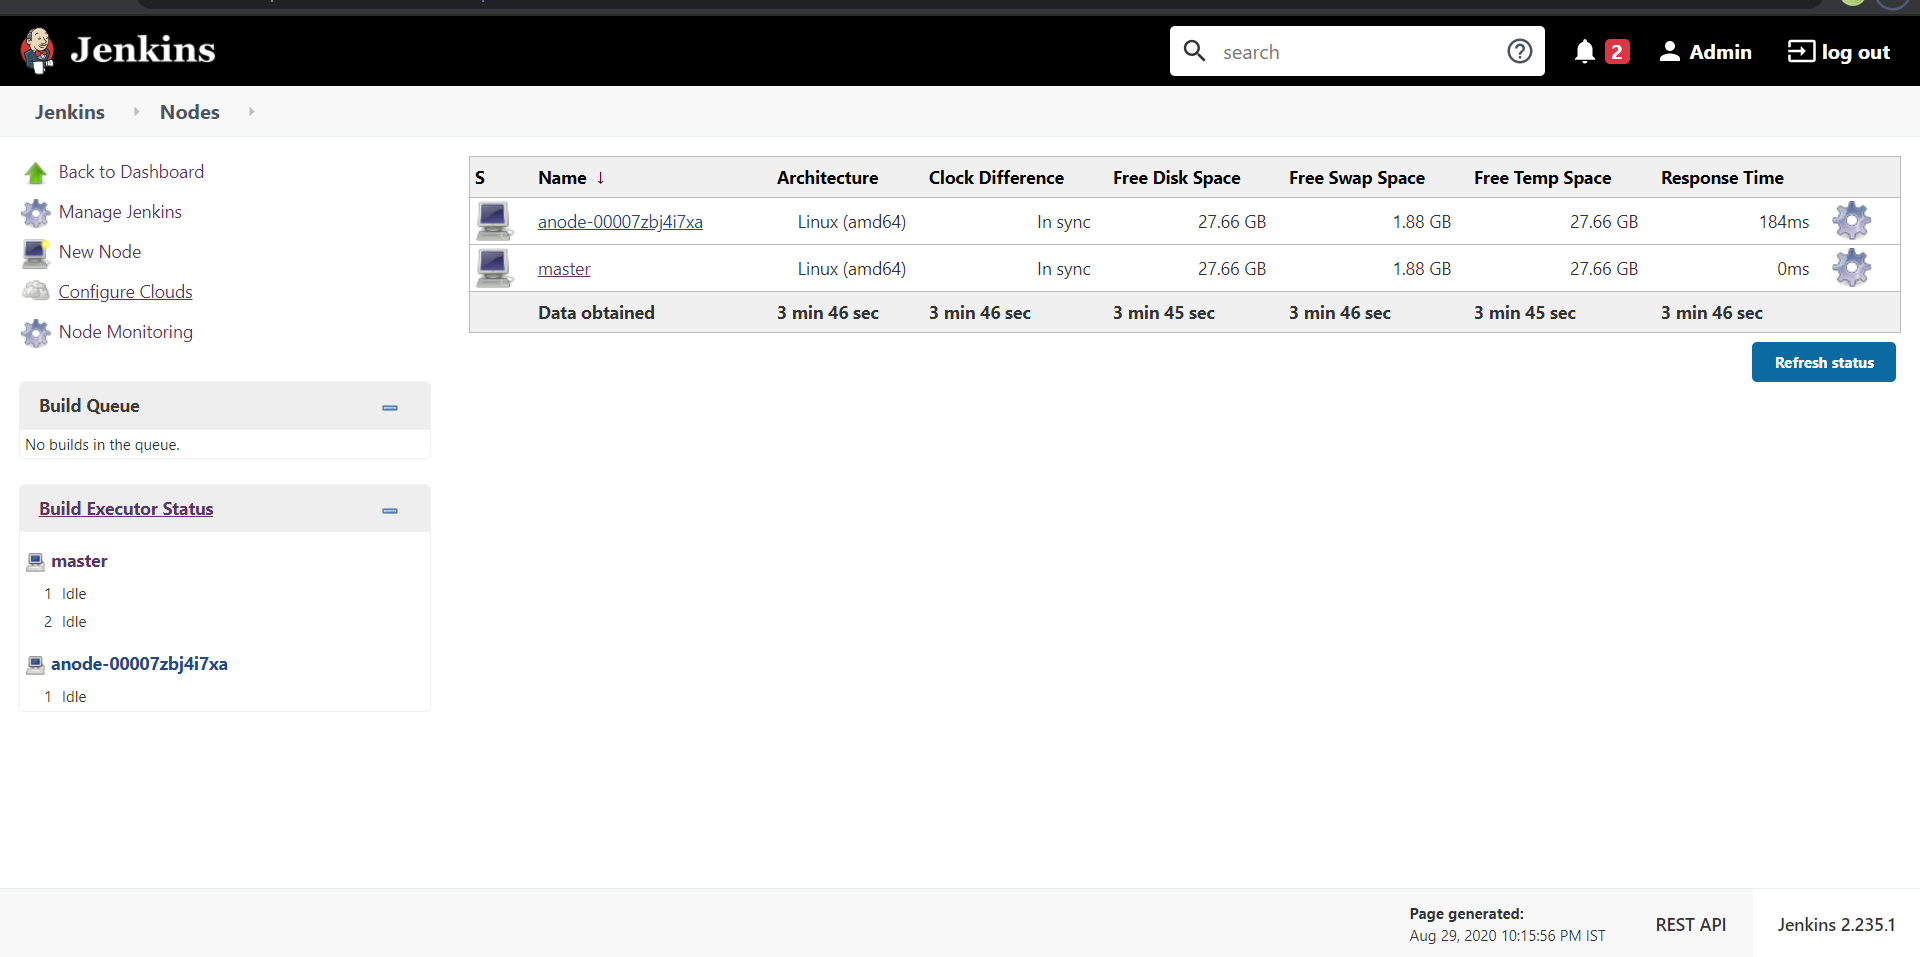 Jenkins
search
2
Admin
log out
Jenkins
Nodes
Back to Dashboard
Manage Jenkins
New Node
Configure Clouds
Node Monitoring
Build Queue
No builds in the queue.
Build Executor Status
master
1 Idle
2 Idle
anode-00007zbj4i7xa
1 Idle
S Name ↓ Architecture Clock Difference Free Disk Space Free Swap Space Free Temp Space Response Time
anode-00007zbj4i7xa Linux (amd64) In sync 27.66 GB 1.88 GB 27.66 GB 184ms
master Linux (amd64) In sync 27.66 GB 1.88 GB 27.66 GB 0ms
Data obtained 3 min 46 sec 3 min 46 sec 3 min 45 sec 3 min 46 sec 3 min 45 sec 3 min 46 sec
Refresh status
Page generated:
Aug 29, 2020 10:15:56 PM IST
REST API
Jenkins 2.235.1